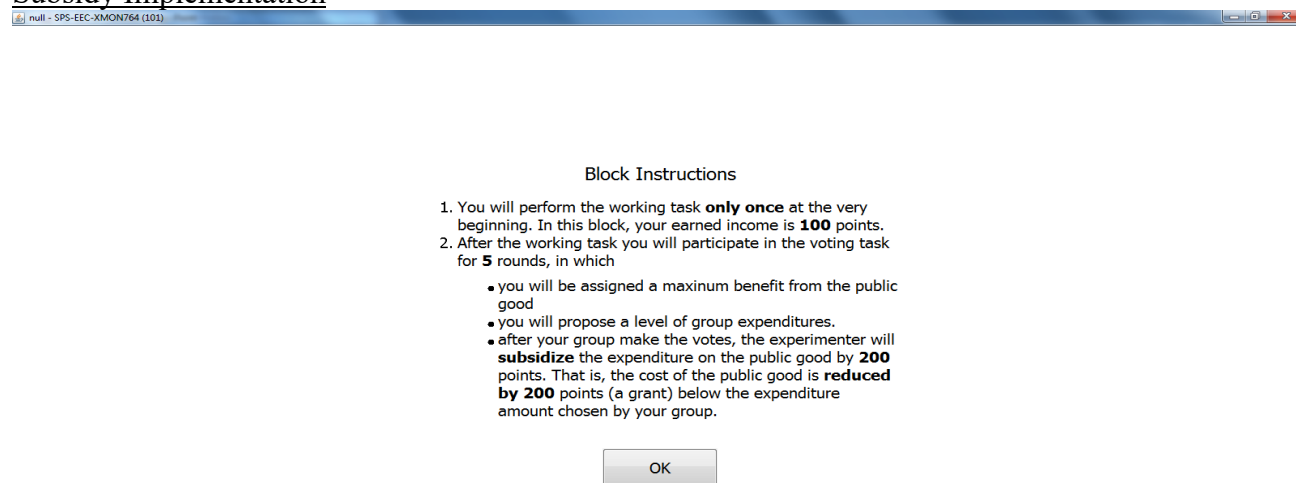 Subsidy Implementation
null - SPS-EEC-XMON764 (101)
Block Instructions
1. You will perform the working task only once at the very
beginning. In this block, your earned income is 100 points.
2. After the working task you will participate in the voting task
for 5 rounds, in which
• you will be assigned a maxinum benefit from the public
good
• you will propose a level of group expenditures.
• after your group make the votes, the experimenter will
subsidize the expenditure on the public good by 200
points. That is, the cost of the public good is reduced
by 200 points (a grant) below the expenditure
amount chosen by your group.
OK